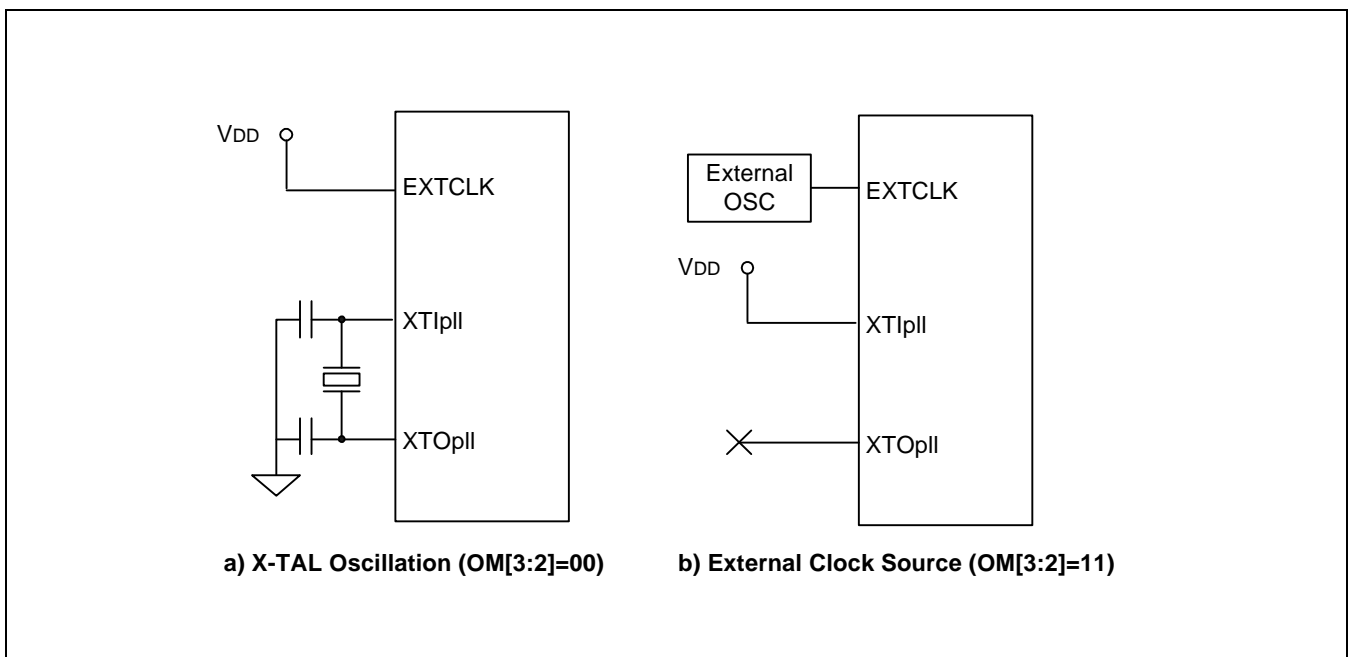 VDD
EXTCLK
XTIpll
XTOpll
a) X-TAL Oscillation (OM[3:2]=00)
External
OSC
EXTCLK
VDD
XTIpll
XTOpll
b) External Clock Source (OM[3:2]=11)